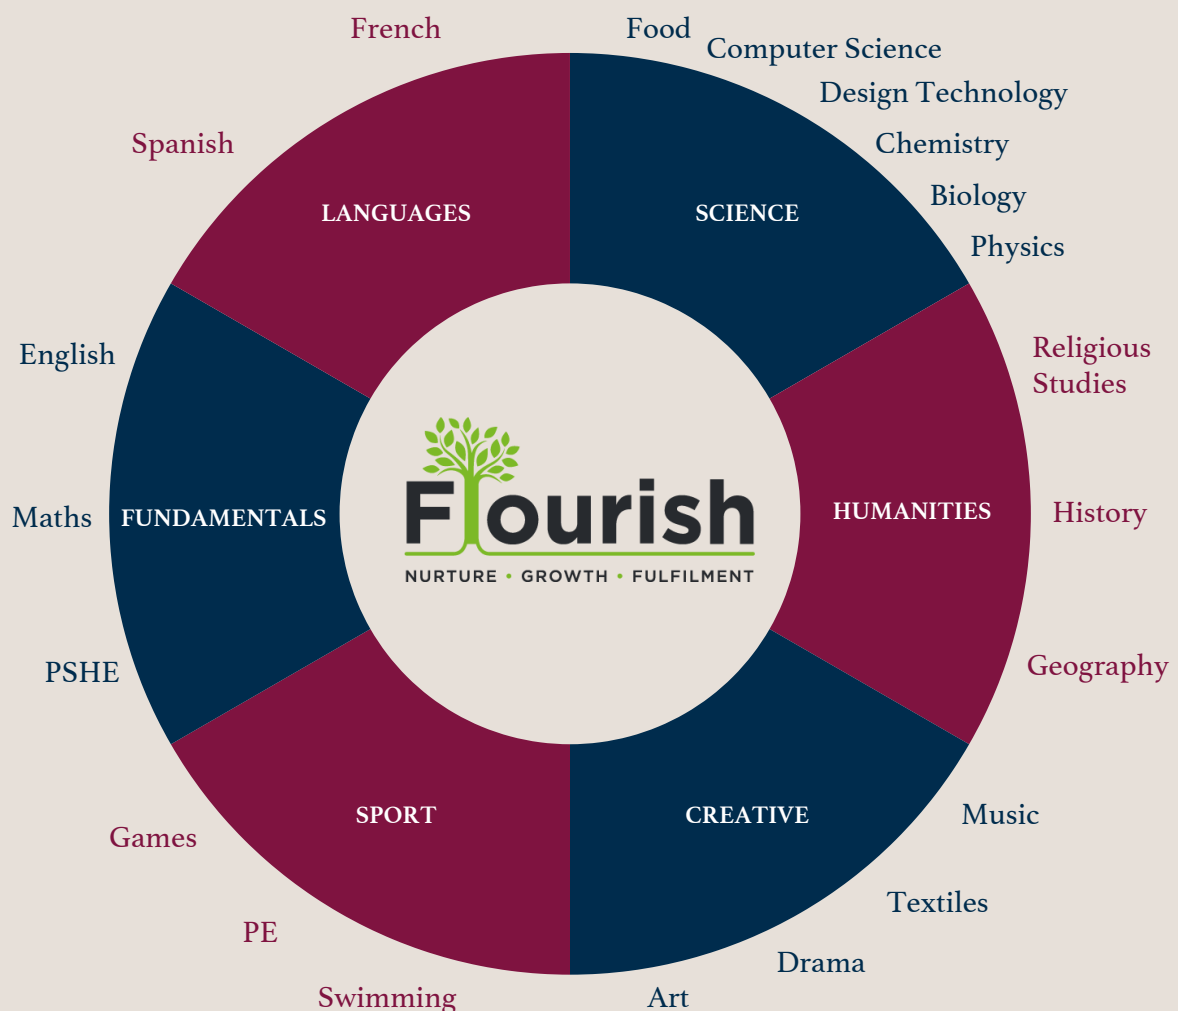 French
Food
Computer Science
Design Technology
Spanish
Chemistry
Biology
LANGUAGES
SCIENCE
Physics
English
Religious
Studies
Maths
FUNDAMENTALS
Flourish
NURTURE • GROWTH • FULFILMENT
HUMANITIES
History
PSHE
Geography
Games
SPORT
CREATIVE
Music
PE
Textiles
Drama
Swimming
Art